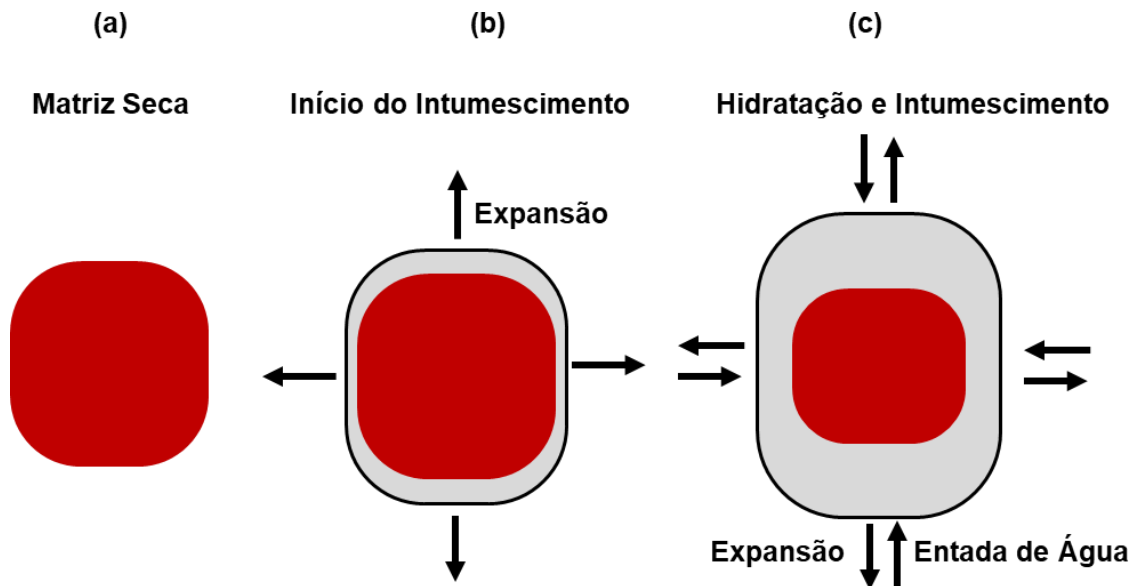 (a)
(b)
(c)
Matriz Seca
Início do Intumescimento
Hidratação e Intumescimento
Expansão
Expansão
Entada de Água